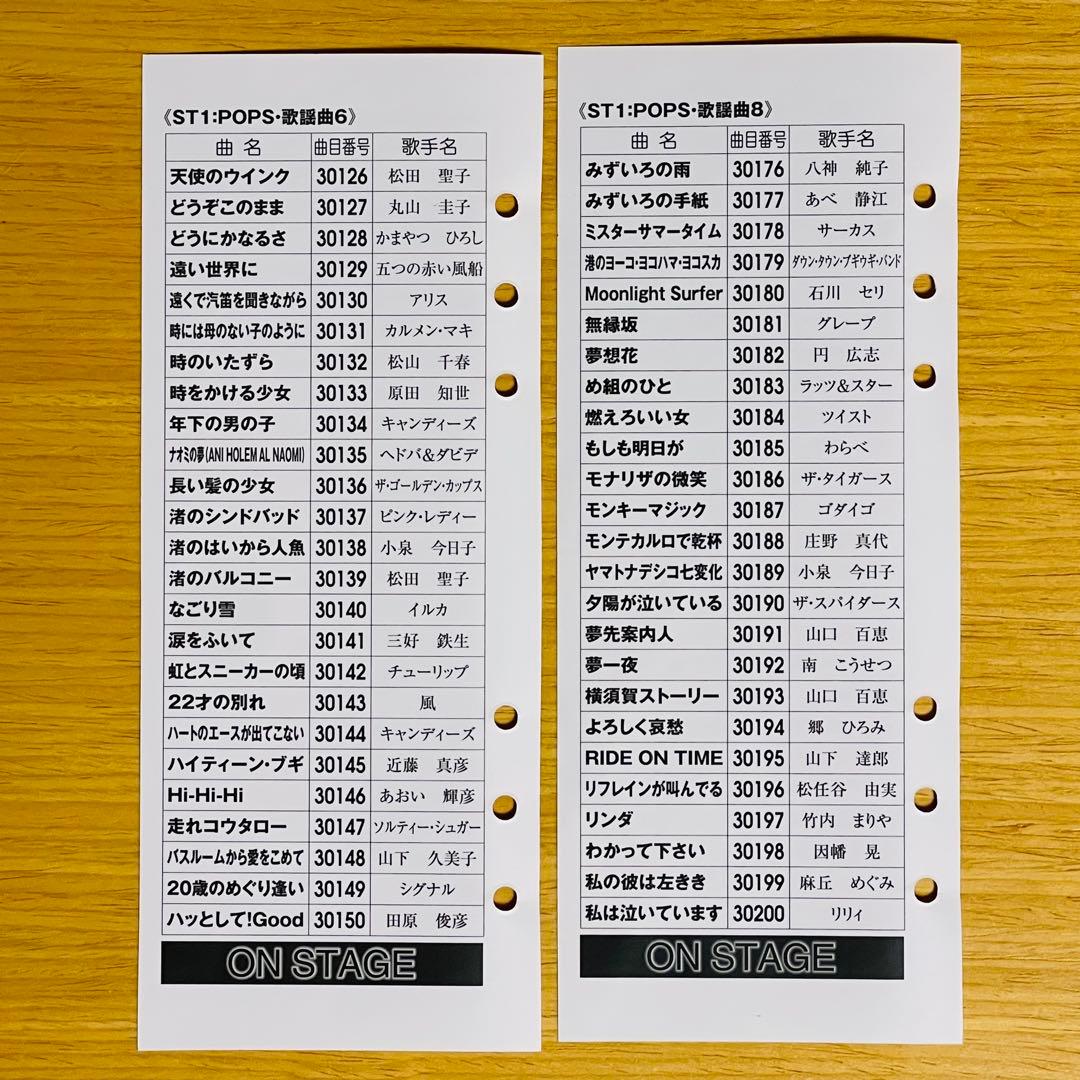 《ST1:POPS・歌謡曲6》
曲名 曲目番号 歌手名
天使のウインク 30126 松田 聖子
どうぞこのまま 30127 丸山 圭子
どうにかなるさ 30128 かまやつ ひろし
遠い世界に 30129 五つの赤い風船
遠くで汽笛を聞きながら 30130 アリス
時には母のない子のように 30131 カルメン・マキ
時のいたずら 30132 松山 千春
時をかける少女 30133 原田 知世
年下の男の子 30134 キャンディーズ
ナオミの夢(ANI HOLEM AL NAOMI) 30135 ヘドバ&ダビデ
長い髪の少女 30136 ザ・ゴールデン・カップス
渚のシンドバッド 30137 ピンク・レディー
渚のはいから人魚 30138 小泉 今日子
渚のバルコニー 30139 松田 聖子
なごり雪 30140 イルカ
涙をふいて 30141 三好 鉄生
虹とスニーカーの頃 30142 チューリップ
22才の別れ 30143 風
ハートのエースが出てこない 30144 キャンディーズ
ハイティーン・ブギ 30145 近藤 真彦
Hi-Hi-Hi 30146 あおい 輝彦
走れコウタロー 30147 ソルティー・シュガー
バスルームから愛をこめて 30148 山下 久美子
20歳のめぐり逢い 30149 シグナル
ハッとして!Good 30150 田原 俊彦
ON STAGE
《ST1:POPS・歌謡曲8》
曲名 曲目番号 歌手名
みずいろの雨 30176 八神 純子
みずいろの手紙 30177 あべ 静江
ミスターサマータイム 30178 サーカス
港のヨーコ・ヨコハマ・ヨコスカ 30179 ダウン・タウン・ブギウギ・バンド
Moonlight Surfer 30180 石川 セリ
無縁坂 30181 グレープ
夢想花 30182 円 広志
め組のひと 30183 ラッツ&スター
燃えろいい女 30184 ツイスト
もしも明日が 30185 わらべ
モナリザの微笑 30186 ザ・タイガース
モンキーマジック 30187 ゴダイゴ
モンテカルロで乾杯 30188 庄野 真代
ヤマトナデシコ七変化 30189 小泉 今日子
夕陽が泣いている 30190 ザ・スパイダース
夢先案内人 30191 山口 百恵
夢一夜 30192 南 こうせつ
横須賀ストーリー 30193 山口 百恵
よろしく哀愁 30194 郷 ひろみ
RIDE ON TIME 30195 山下 達郎
リフレインが叫んでる 30196 松任谷 由実
リンダ 30197 竹内 まりや
わかって下さい 30198 因幡 晃
私の彼は左きき 30199 麻丘 めぐみ
私は泣いています 30200 リリィ
ON STAGE